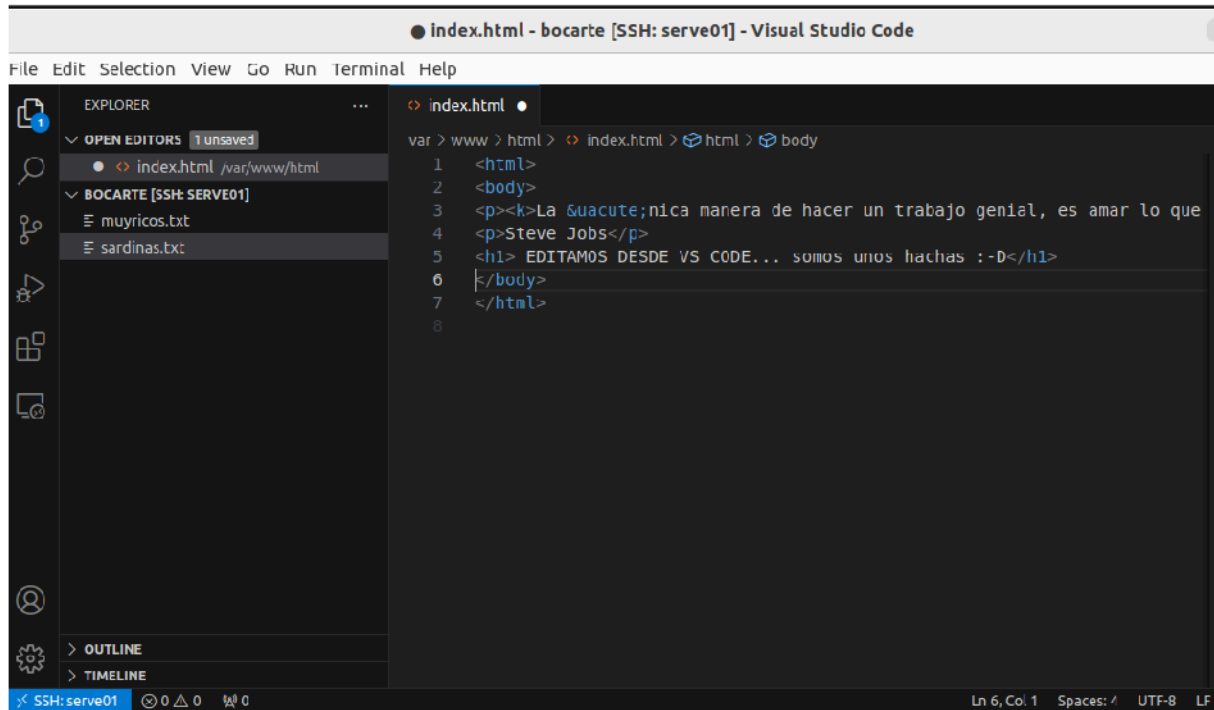 index.html - bocarte [SSH: serve01] - Visual Studio Code
File Edit Selection View Go Run Terminal Help
EXPLORER
OPEN EDITORS 1 unsaved
index.html /var/www/html
BOCARTE [SSH: SERVE01]
muyricos.txt
sardinas.txt
OUTLINE
TIMELINE
index.html
var > www > html > index.html > html > body
1 <html>
2 <body>
3 <p><k>La &uacute;nica manera de hacer un trabajo genial, es amar lo que
4 <p>Steve Jobs</p>
5 <h1> EDITAMOS DESDE VS CODE... somos unos hachas :-D</h1>
6 </body>
7 </html>
8
1
SSH: serve01 0 0 0 Ln 6, Col 1 Spaces: 4 UTF-8 LF